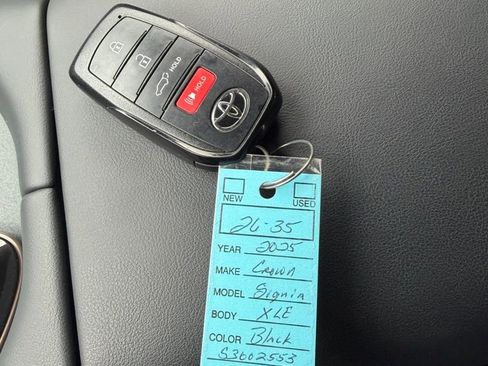 HOLD
HOLD
NEW USED
26-35
YEAR 2025
MAKE Crown
MODEL Signia
BODY XLE
COLOR Black
S3002553